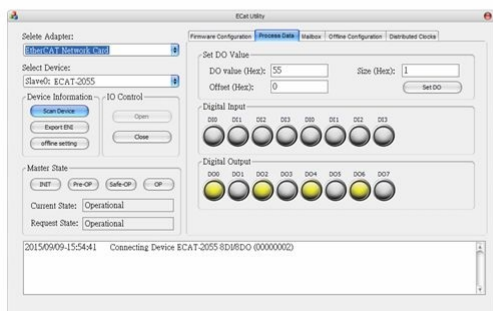 ECat Utility
Selete Adapter:
EtherCAT Network Card
Select Device:
Slave0: ECAT-2055
Device Information
IO Control
Scan Device
Open
Export ENI
Close
offline setting
Master State
INIT
Pre-OP
Safe-OP
OP
Current State: Operational
Request State: Operational
Firmware Configuration
Process Data
Mailbox
Offline Configuration
Distributed Clocks
Set DO Value
DO value (Hex): 55
Size (Hex): 1
Offset (Hex): 0
Set DO
Digital Input
DI0 DI1 DI2 DI3 DI0 DI1 DI2 DI3
Digital Output
DO0 DO1 DO2 DO3 DO4 DO5 DO6 DO7
2015/09/09-15:54:41 Connecting Device ECAT-2055 8DI/8DO (00000002)